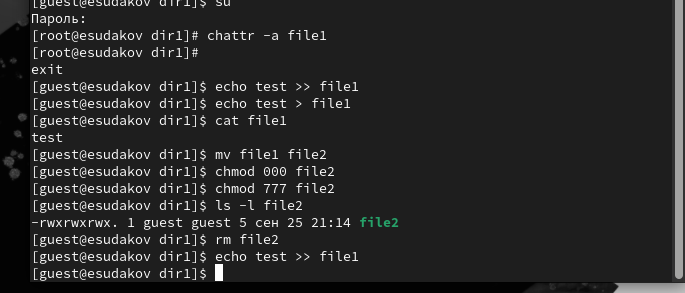 [guest@esudakov dir1]$ su
Пароль:
[root@esudakov dir1]# chattr -a file1
[root@esudakov dir1]#
exit
[guest@esudakov dir1]$ echo test >> file1
[guest@esudakov dir1]$ echo test > file1
[guest@esudakov dir1]$ cat file1
test
[guest@esudakov dir1]$ mv file1 file2
[guest@esudakov dir1]$ chmod 000 file2
[guest@esudakov dir1]$ chmod 777 file2
[guest@esudakov dir1]$ ls -l file2
-rwxrwxrwx. 1 guest guest 5 сен 25 21:14 file2
[guest@esudakov dir1]$ rm file2
[guest@esudakov dir1]$ echo test >> file1
[guest@esudakov dir1]$